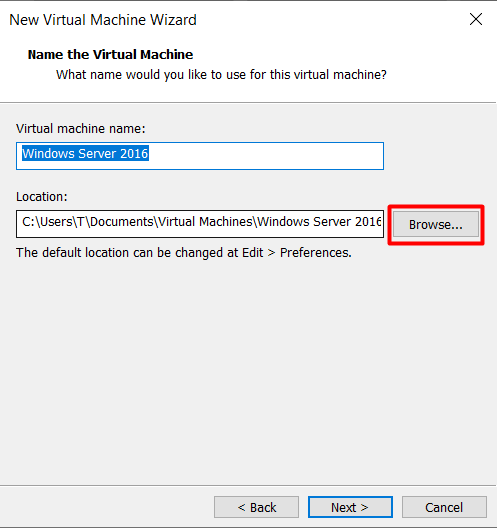 New Virtual Machine Wizard
Name the Virtual Machine
What name would you like to use for this virtual machine?
Virtual machine name:
Windows Server 2016
Location:
C:\Users\T\Documents\Virtual Machines\Windows Server 2016
Browse...
The default location can be changed at Edit > Preferences.
< Back
Next >
Cancel